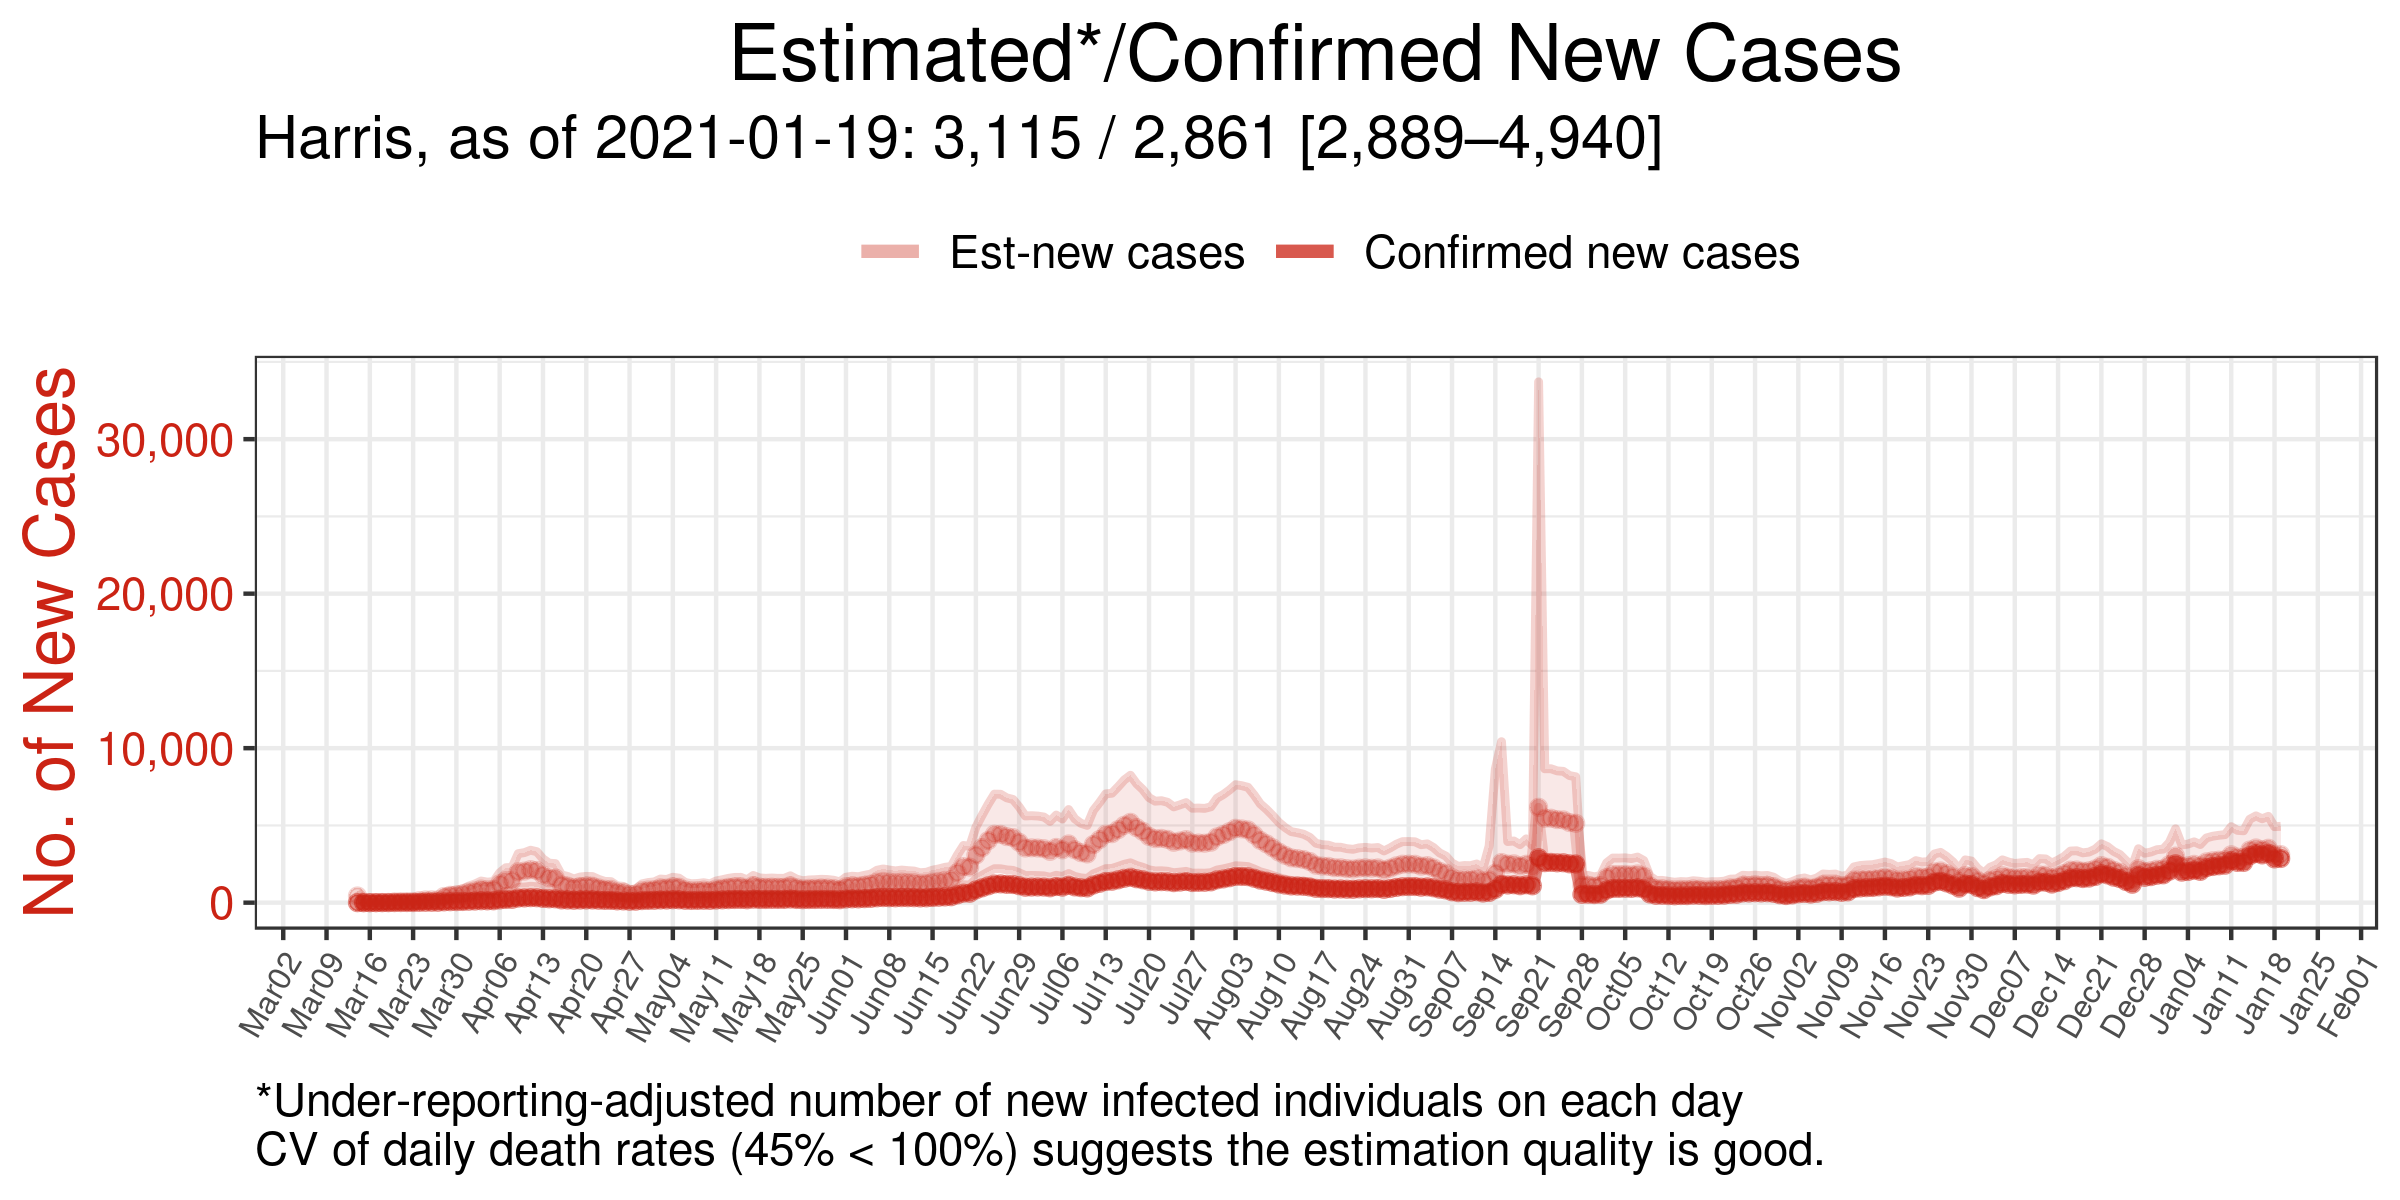 Estimated*/Confirmed New Cases
Harris, as of 2021-01-19: 3,115 / 2,861 [2,889–4,940]
Est-new cases Confirmed new cases
No. of New Cases
30,000
20,000
10,000
0
Mar02 Mar09 Mar16 Mar23 Mar30 Apr06 Apr13 Apr20 Apr27 May04 May11 May18 May25 Jun01 Jun08 Jun15 Jun22 Jun29 Jul06 Jul13 Jul20 Jul27 Aug03 Aug10 Aug17 Aug24 Aug31 Sep07 Sep14 Sep21 Sep28 Oct05 Oct12 Oct19 Oct26 Nov02 Nov09 Nov16 Nov23 Nov30 Dec07 Dec14 Dec21 Dec28 Jan04 Jan11 Jan18 Jan25 Feb01
*Under-reporting-adjusted number of new infected individuals on each day
CV of daily death rates (45% < 100%) suggests the estimation quality is good.